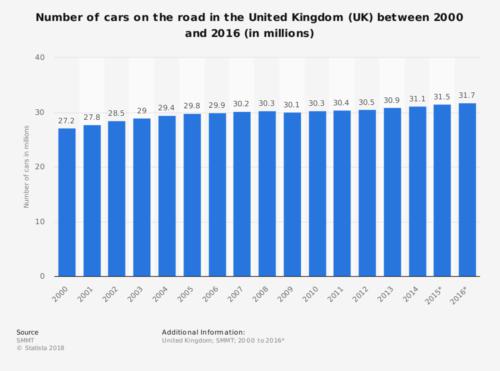 Number of cars on the road in the United Kingdom (UK) between 2000
and 2016 (in millions)
Number of cars in millions
40
30
20
10
0
27.2 27.8 28.5 29 29.4 29.8 29.9 30.2 30.3 30.1 30.3 30.4 30.5 30.9 31.1 31.5 31.7
2000 2001 2002 2003 2004 2005 2006 2007 2008 2009 2010 2011 2012 2013 2014 2015* 2016*
Source
SMMT
© Statista 2018
Additional Information:
United Kingdom; SMMT; 2000 to 2016*